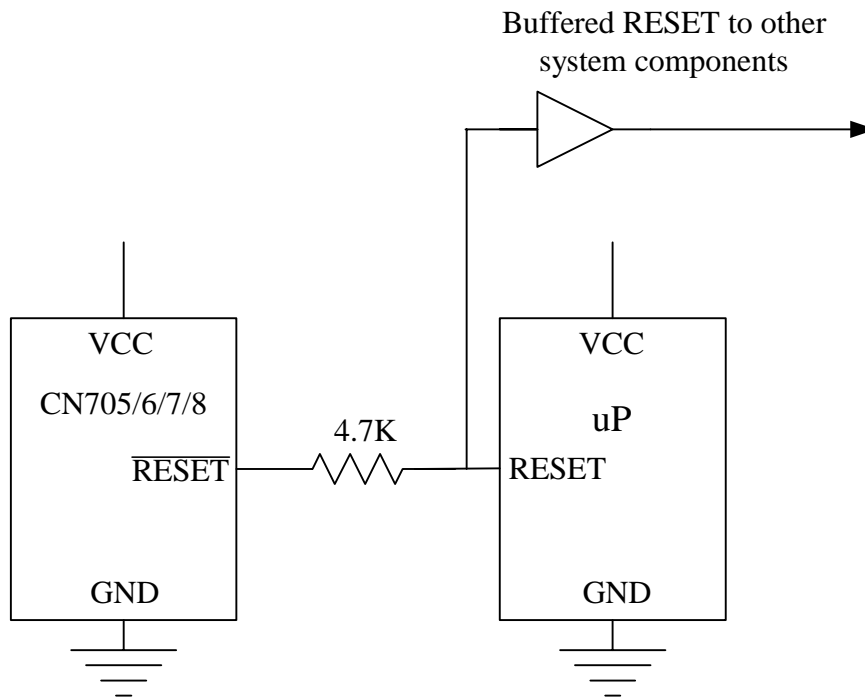 Buffered RESET to other
system components
VCC
CN705/6/7/8
RESET
GND
4.7K
VCC
uP
RESET
GND